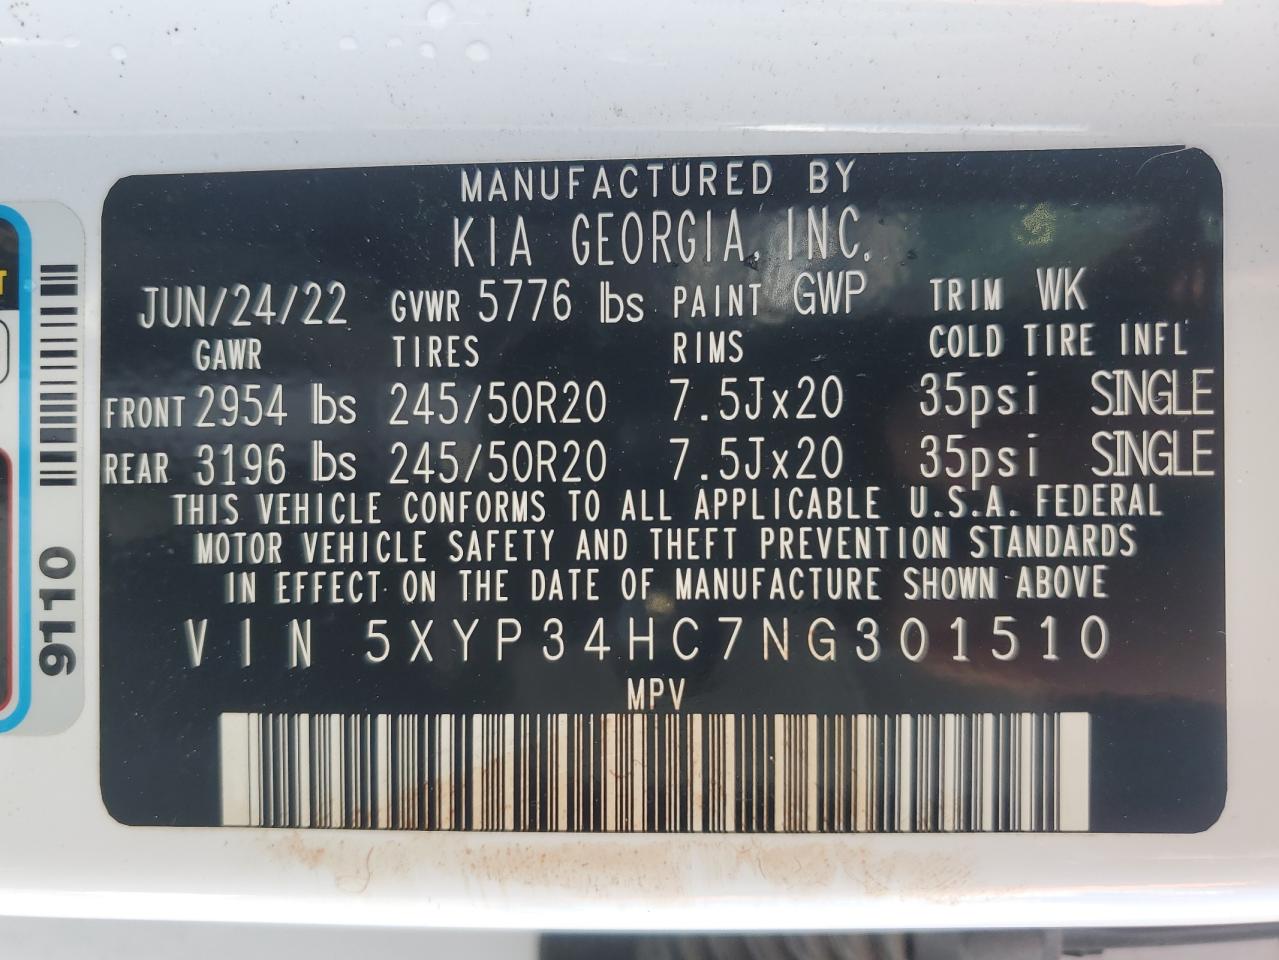 MANUFACTURED BY
KIA GEORGIA, INC.
JUN/24/22 GVWR 5776 lbs PAINT GWP TRIM WK
GAWR TIRES RIMS COLD TIRE INFL
FRONT 2954 lbs 245/50R20 7.5Jx20 35psi SINGLE
REAR 3196 lbs 245/50R20 7.5Jx20 35psi SINGLE
THIS VEHICLE CONFORMS TO ALL APPLICABLE U.S.A. FEDERAL
MOTOR VEHICLE SAFETY AND THEFT PREVENTION STANDARDS
IN EFFECT ON THE DATE OF MANUFACTURE SHOWN ABOVE
VIN 5XYP34HC7NG301510
MPV
9110